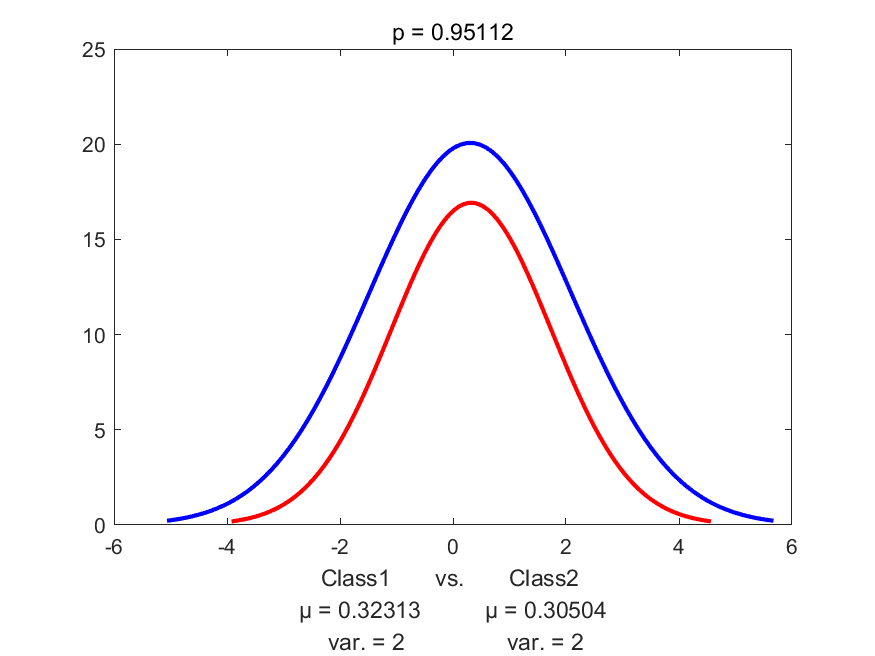 p = 0.95112
25
20
15
10
5
0
-6 -4 -2 0 2 4 6
Class1 vs. Class2
μ = 0.32313 μ = 0.30504
var. = 2 var. = 2